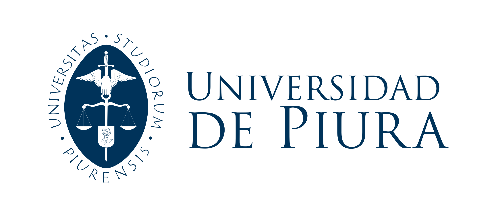 UNIVERSITAS · STUDIORUM · PIURENSIS ·
UNIVERSIDAD
DE PIURA